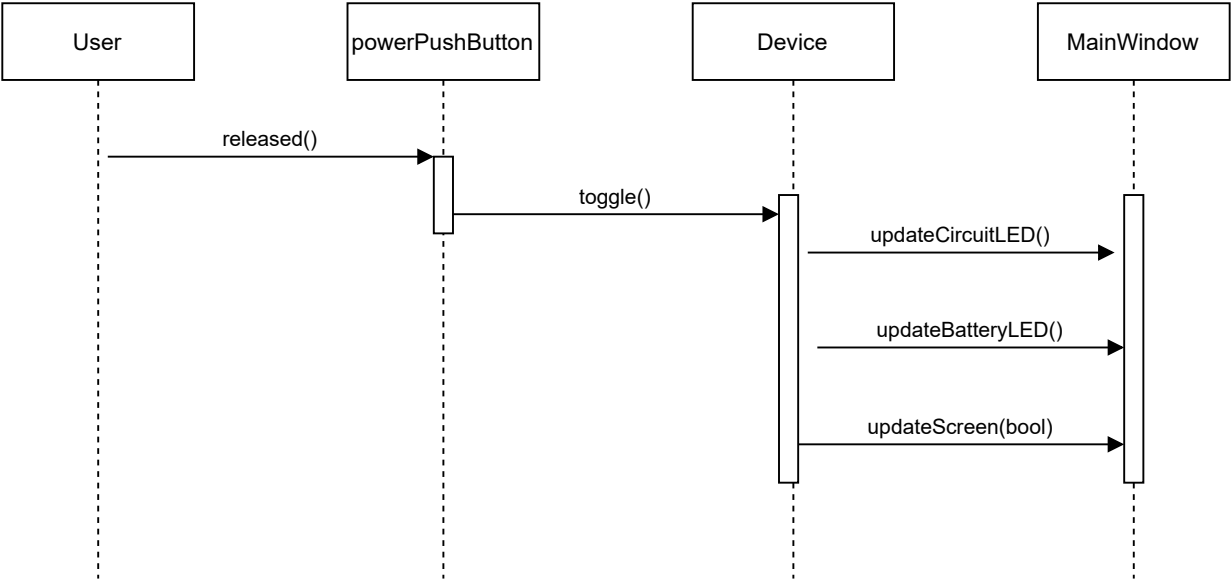 User
powerPushButton
Device
MainWindow
released()
toggle()
updateCircuitLED()
updateBatteryLED()
updateScreen(bool)